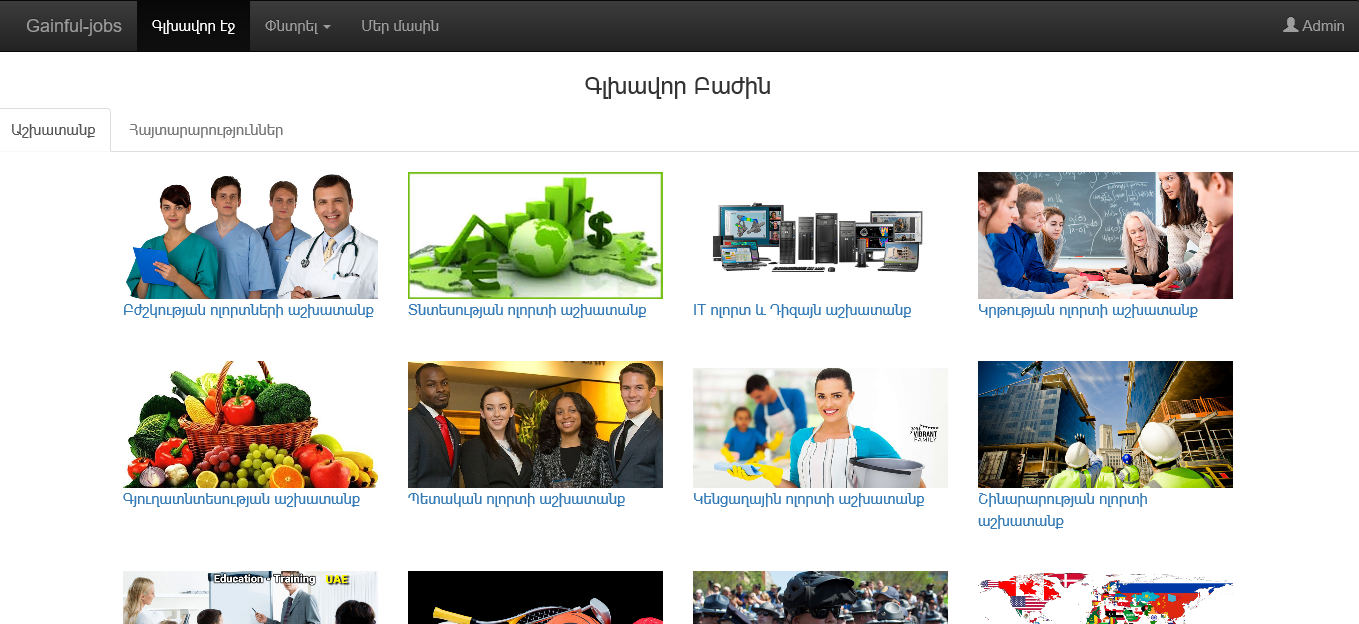 Gainful-jobs Գլխավոր էջ Փնտրել Մեր մասին Admin
Գլխավոր Բաժին
Աշխատանք Հայտարարություններ
Բժշկության ոլորտների աշխատանք
Տնտեսության ոլորտի աշխատանք
IT ոլորտ և Դիզայն աշխատանք
Կրթության ոլորտի աշխատանք
VIBRANT
FAMILY
Գյուղատնտեսության աշխատանք
Պետական ոլորտի աշխատանք
Կենցաղային ոլորտի աշխատանք
Շինարարության ոլորտի
աշխատանք
Education - Training UAE